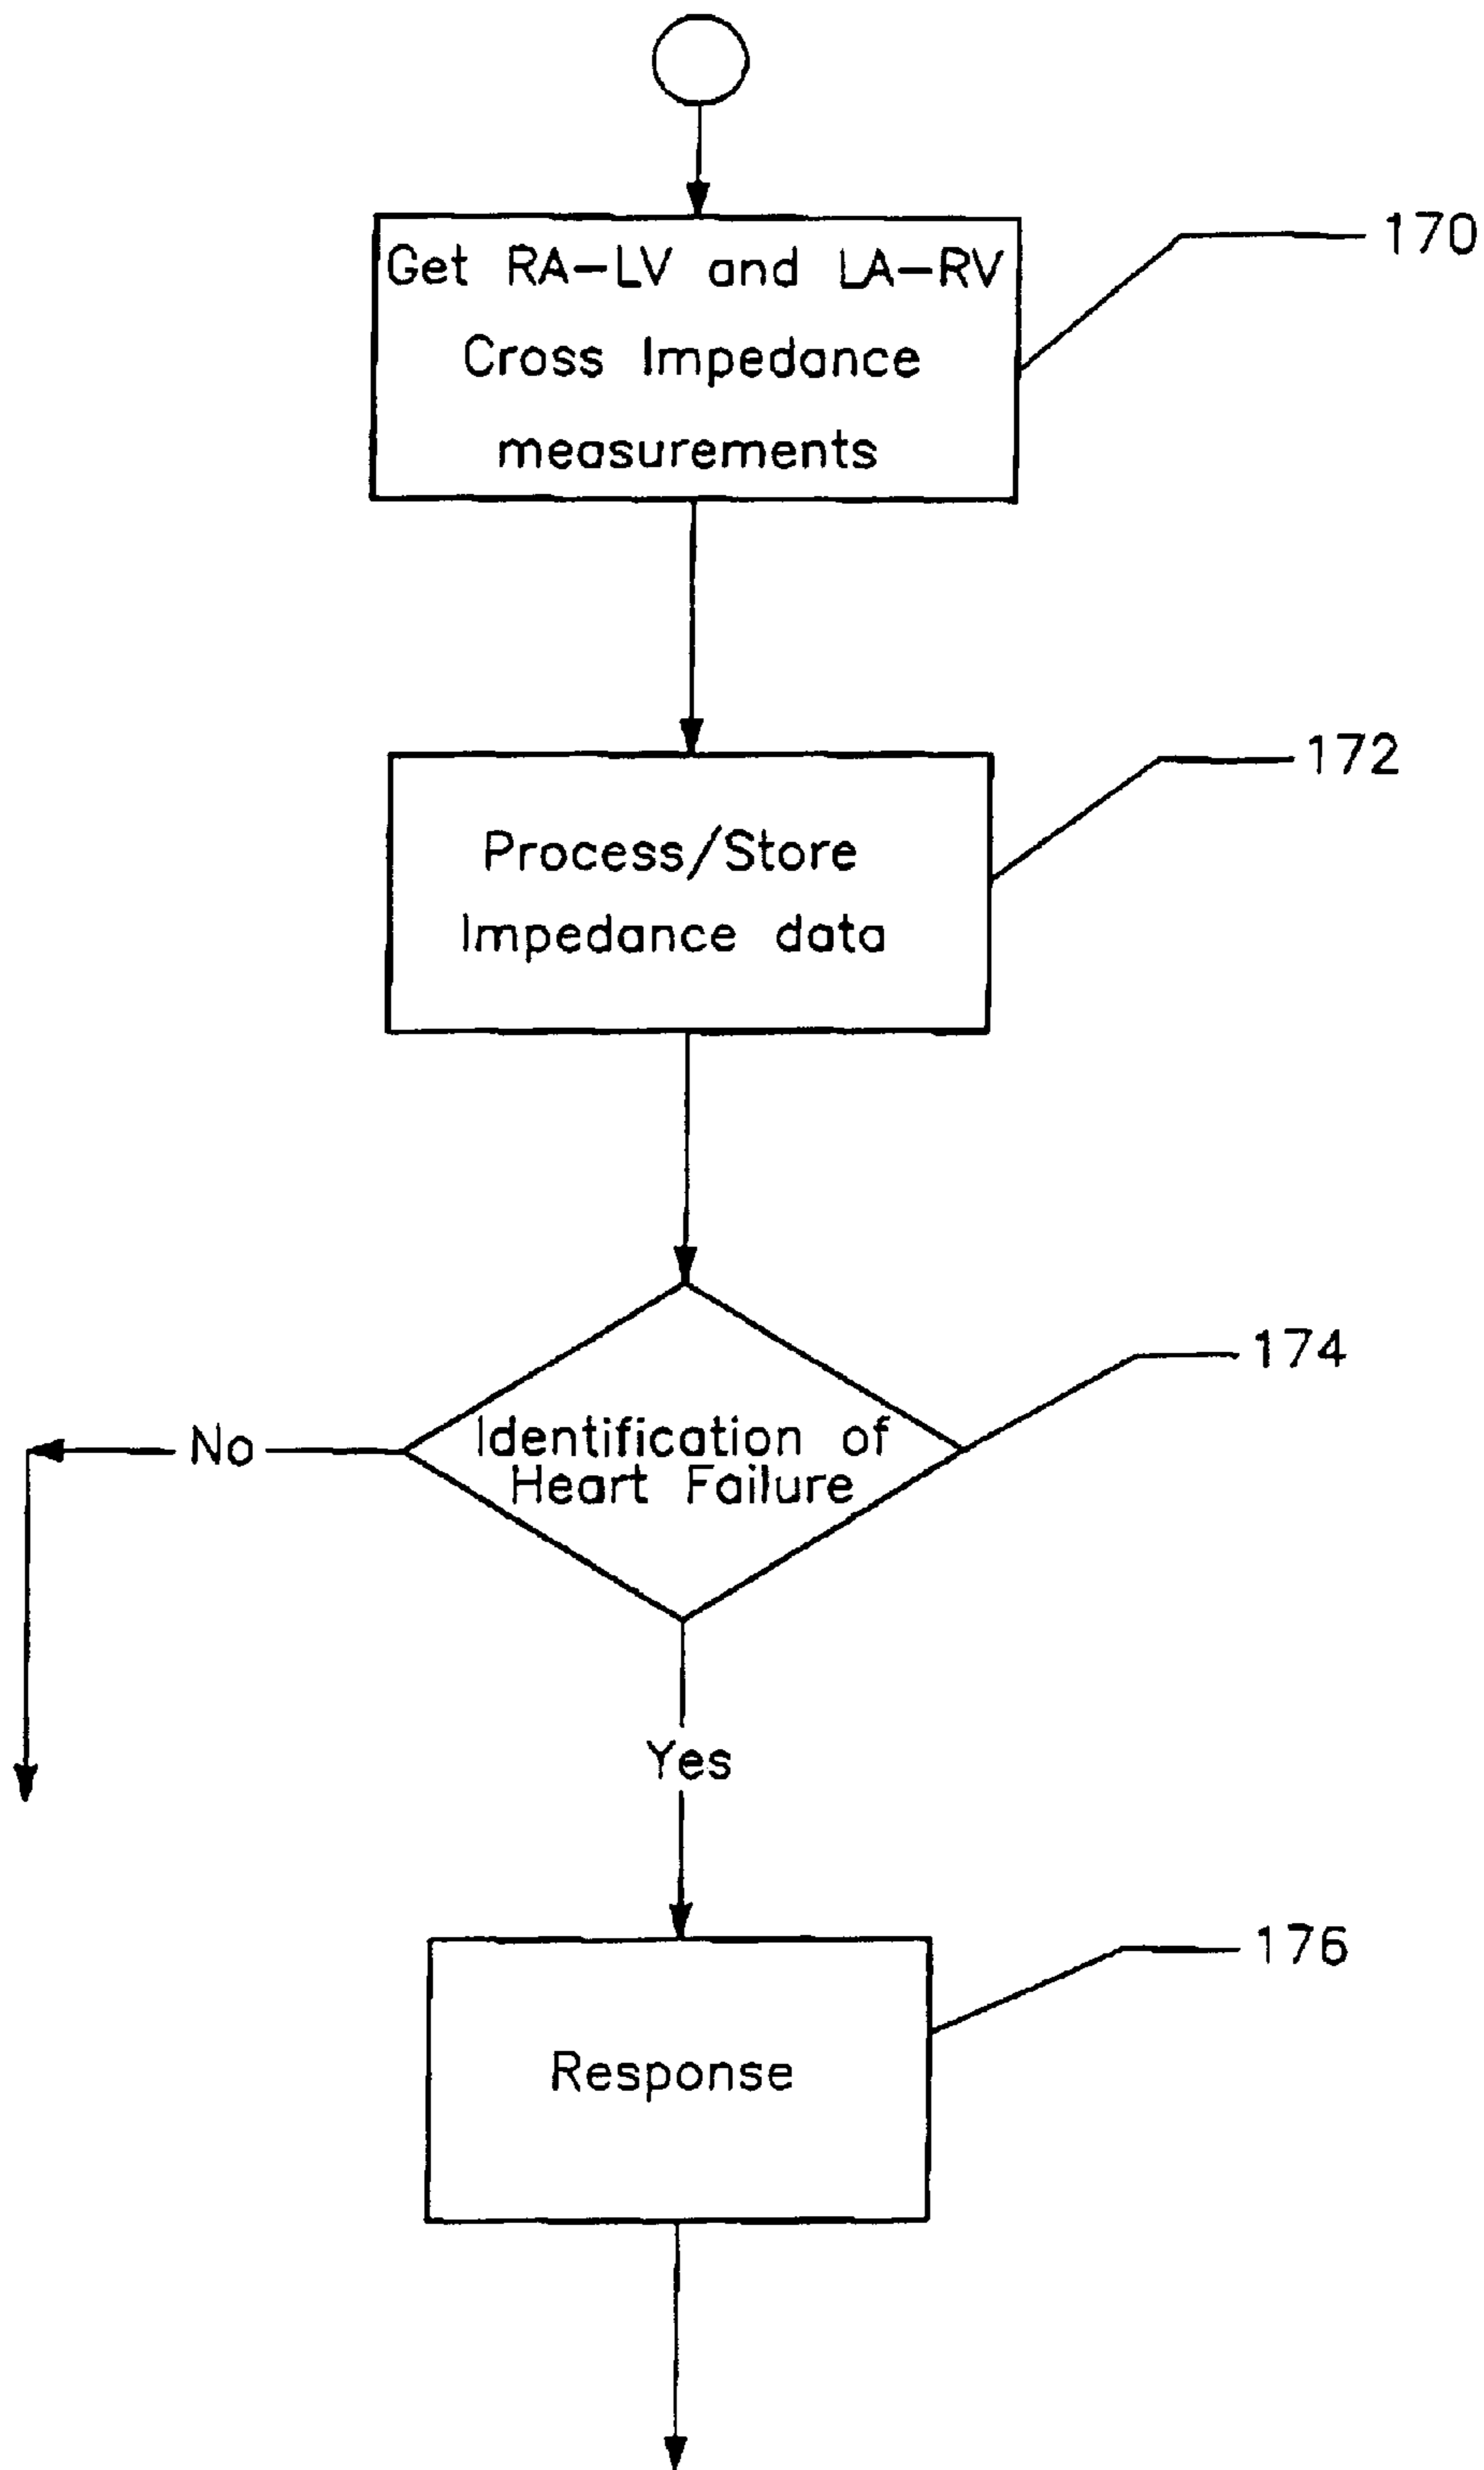 Get RA-LV and LA-RV
Cross Impedance
measurements
170
Process/Store
Impedance data
172
Identification of
Heart Failure
174
No
Yes
Response
176